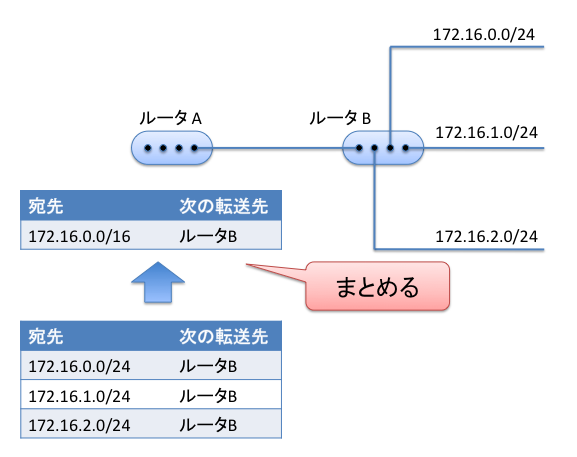 172.16.0.0/24
ルータ A
ルータ B
172.16.1.0/24
宛先 次の転送先
172.16.0.0/16 ルータB
172.16.2.0/24
まとめる
宛先 次の転送先
172.16.0.0/24 ルータB
172.16.1.0/24 ルータB
172.16.2.0/24 ルータB